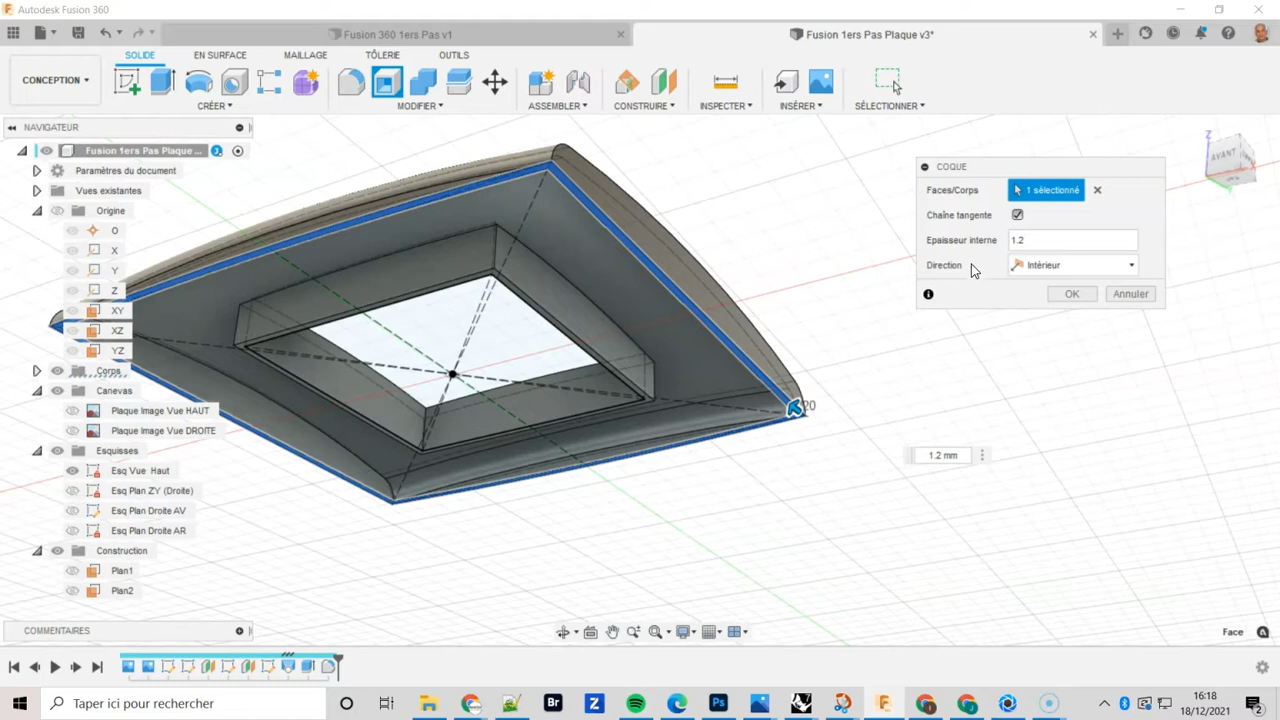 Autodesk Fusion 360
Fusion 360 1ers Pas v1
Fusion 1ers Pas Plaque v3*
SOLIDE
EN SURFACE
MAILLAGE
TÔLERIE
OUTILS
CONCEPTION
CRÉER
MODIFIER
ASSEMBLER
CONSTRUIRE
INSPECTER
INSÉRER
SÉLECTIONNER
NAVIGATEUR
Fusion 1ers Pas Plaque ...
Paramètres du document
Vues existantes
Origine
O
X
Y
Z
XY
XZ
YZ
Corps
Canevas
Plaque Image Vue HAUT
Plaque Image Vue DROITE
Esquisses
Esq Vue Haut
Esq Plan ZY (Droite)
Esq Plan Droite AV
Esq Plan Droite AR
Construction
Plan1
Plan2
COMMENTAIRES
COQUE
Faces/Corps
1 sélectionné
Chaîne tangente
Epaisseur interne
1.2
Direction
Intérieur
OK
Annuler
Z
AVANT
20
1.2 mm
Face
Taper ici pour rechercher
Br
Z
Ps
16:18
18/12/2021
2